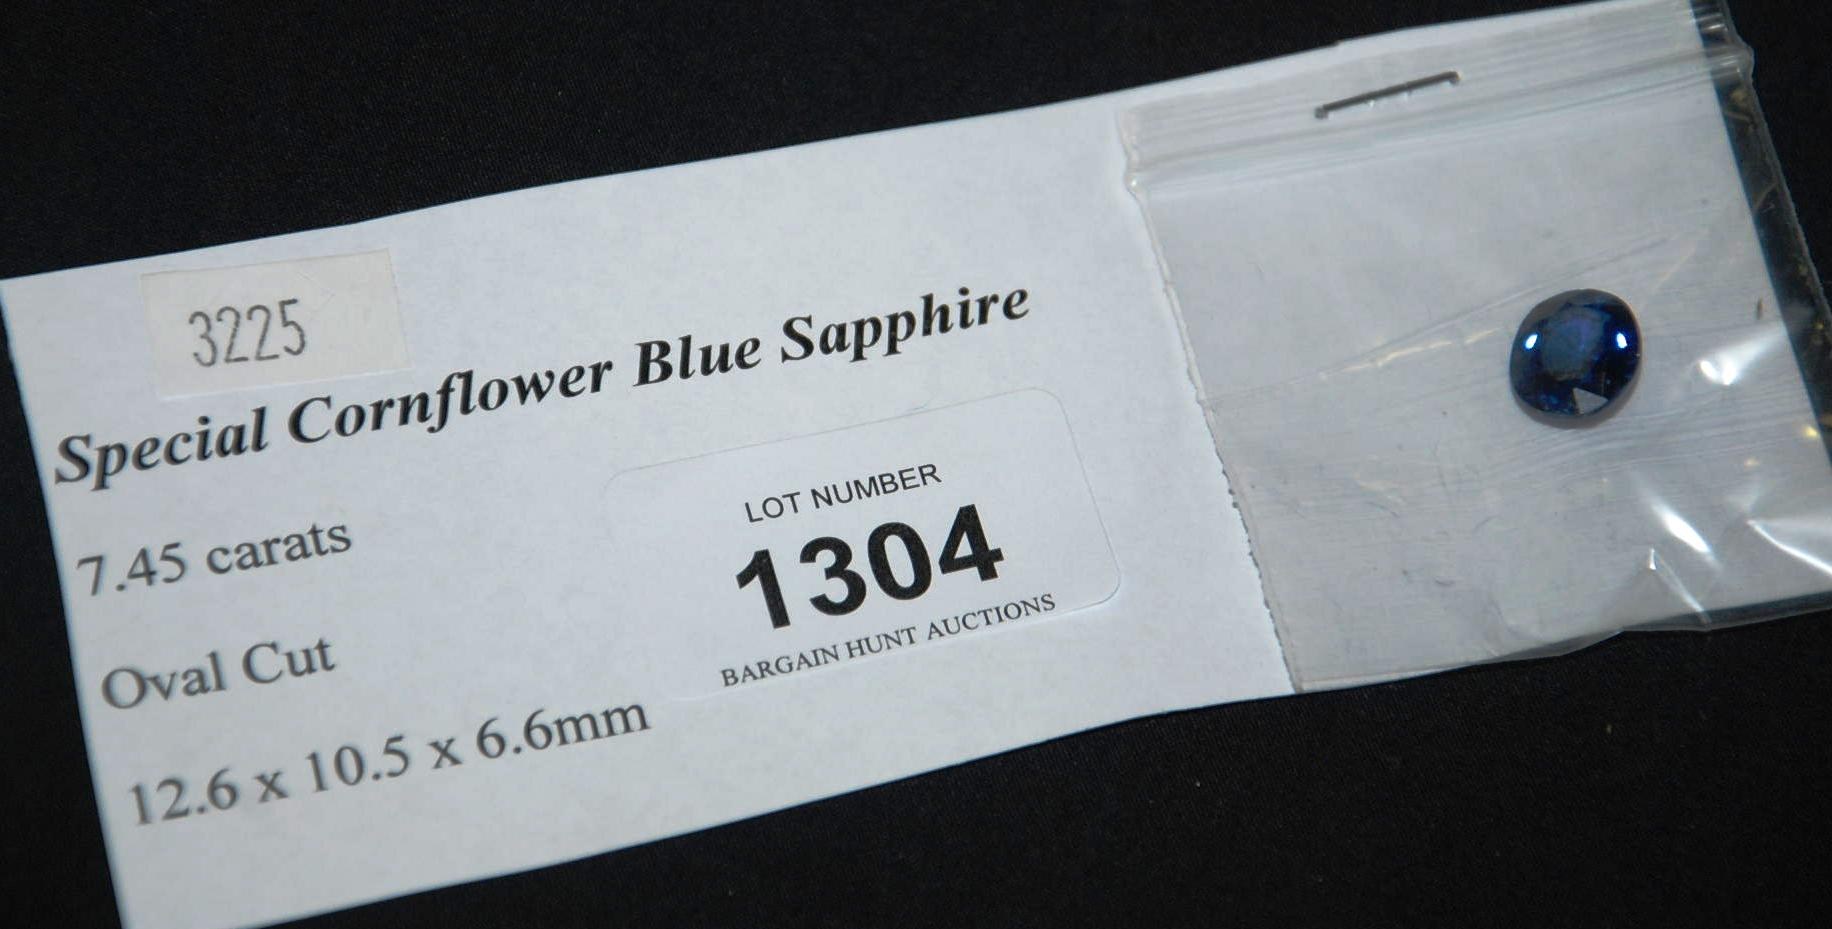 3225
Special Cornflower Blue Sapphire
7.45 carats
Oval Cut
12.6 x 10.5 x 6.6mm
LOT NUMBER
1304
BARGAIN HUNT AUCTIONS